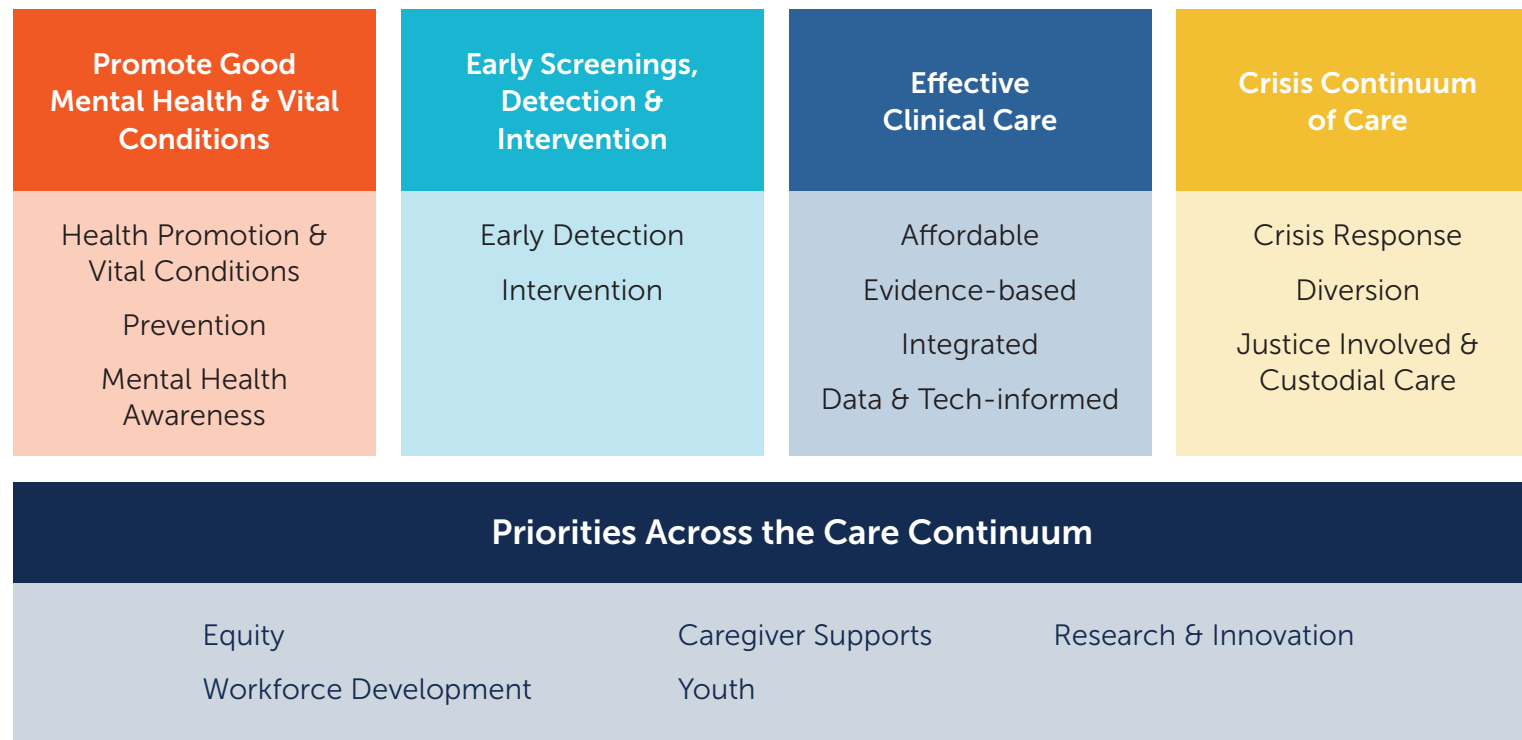 Promote Good
Mental Health & Vital
Conditions
Health Promotion &
Vital Conditions
Prevention
Mental Health
Awareness
Early Screenings,
Detection &
Intervention
Early Detection
Intervention
Effective
Clinical Care
Affordable
Evidence-based
Integrated
Data & Tech-informed
Crisis Continuum
of Care
Crisis Response
Diversion
Justice Involved &
Custodial Care
Priorities Across the Care Continuum
Equity
Workforce Development
Caregiver Supports
Youth
Research & Innovation